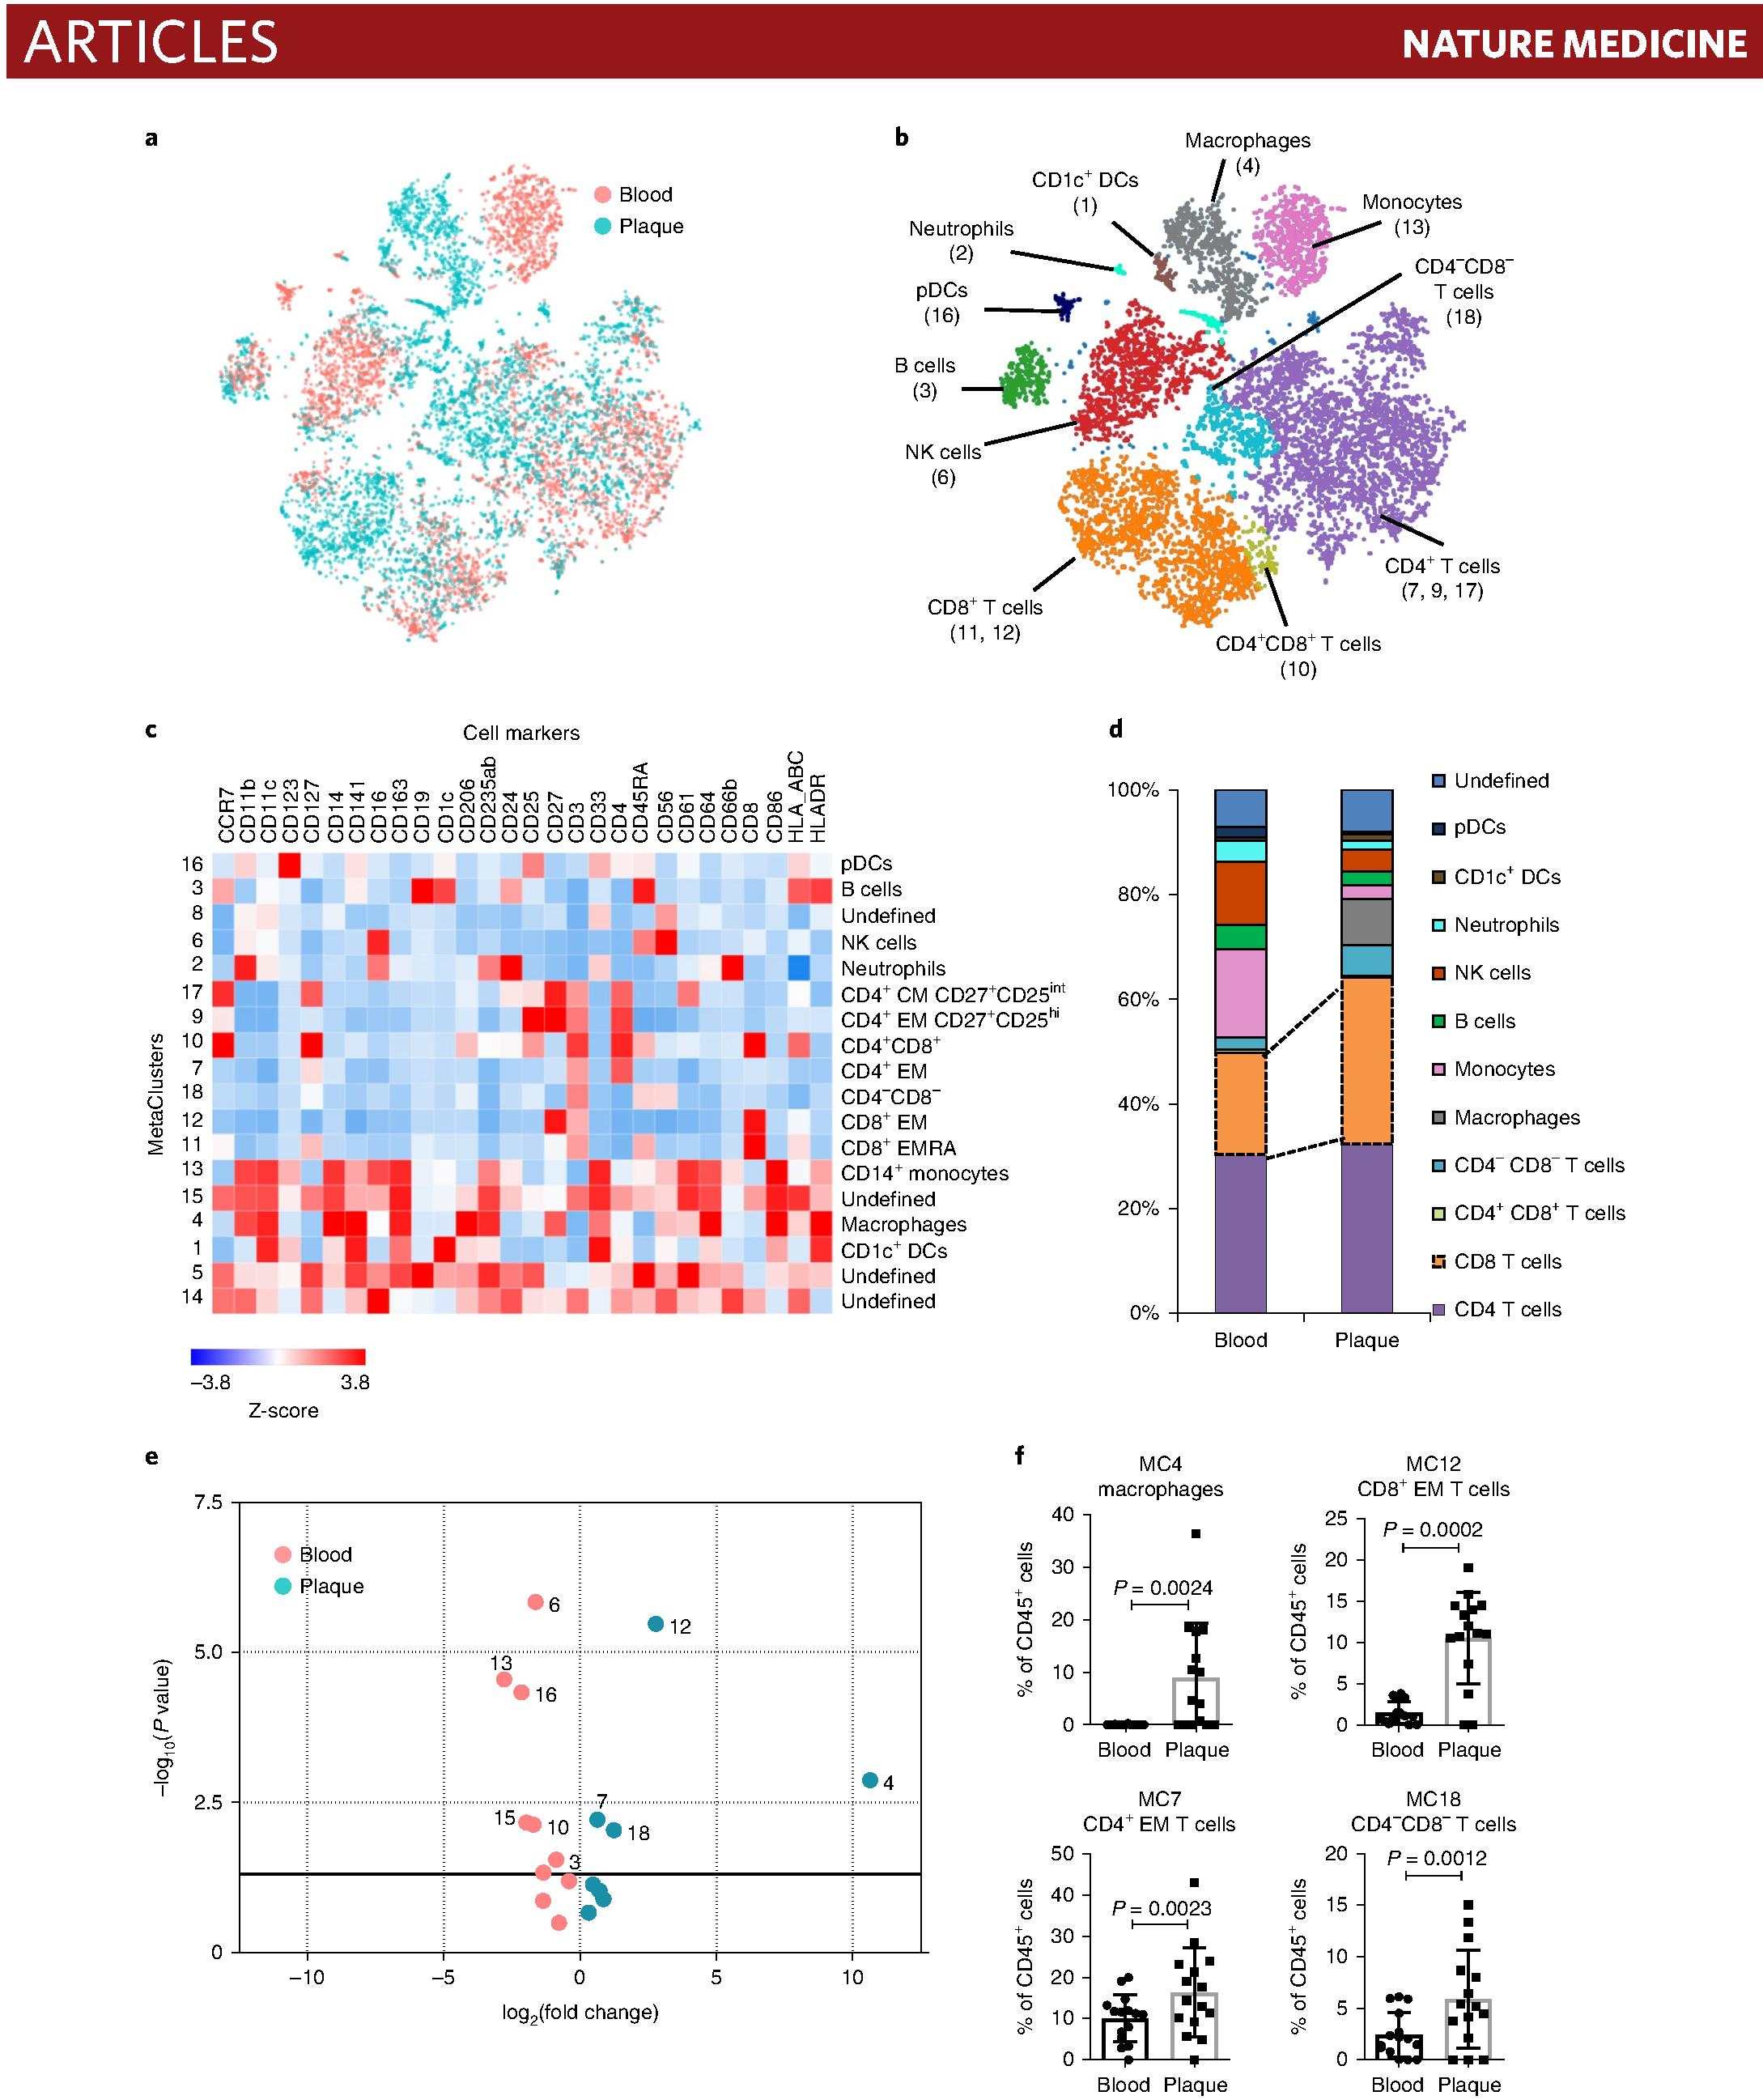 ARTICLES
NATURE MEDICINE
a
Blood
Plaque
b
Macrophages
(4)
CD1c⁺ DCs
(1)
Monocytes
(13)
Neutrophils
(2)
CD4⁻CD8⁻
T cells
(18)
pDCs
(16)
B cells
(3)
NK cells
(6)
CD4⁺ T cells
(7, 9, 17)
CD8⁺ T cells
(11, 12)
CD4⁺CD8⁺ T cells
(10)
c
Cell markers
CCR7
CD11b
CD11c
CD123
CD127
CD14
CD141
CD16
CD163
CD19
CD1c
CD206
CD235ab
CD24
CD25
CD27
CD3
CD33
CD4
CD45RA
CD56
CD61
CD64
CD66b
CD8
CD86
HLA_ABC
HLADR
MetaClusters
16 pDCs
3 B cells
8 Undefined
6 NK cells
2 Neutrophils
17 CD4⁺ CM CD27⁺CD25ⁱⁿᵗ
9 CD4⁺ EM CD27⁺CD25ʰⁱ
10 CD4⁺CD8⁺
7 CD4⁺ EM
18 CD4⁻CD8⁻
12 CD8⁺ EM
11 CD8⁺ EMRA
13 CD14⁺ monocytes
15 Undefined
4 Macrophages
1 CD1c⁺ DCs
5 Undefined
14 Undefined
–3.8 3.8
Z-score
d
100%
80%
60%
40%
20%
0%
Blood Plaque
Undefined
pDCs
CD1c⁺ DCs
Neutrophils
NK cells
B cells
Monocytes
Macrophages
CD4⁻ CD8⁻ T cells
CD4⁺ CD8⁺ T cells
CD8 T cells
CD4 T cells
e
7.5
5.0
2.5
0
–log₁₀(P value)
Blood
Plaque
6
12
13
16
4
15
10
7
18
3
–10 –5 0 5 10
log₂(fold change)
f
MC4
macrophages
% of CD45⁺ cells
40
30
20
10
0
P = 0.0024
Blood Plaque
MC12
CD8⁺ EM T cells
% of CD45⁺ cells
25
20
15
10
5
0
P = 0.0002
Blood Plaque
MC7
CD4⁺ EM T cells
% of CD45⁺ cells
50
40
30
20
10
0
P = 0.0023
Blood Plaque
MC18
CD4⁻CD8⁻ T cells
% of CD45⁺ cells
20
15
10
5
0
P = 0.0012
Blood Plaque